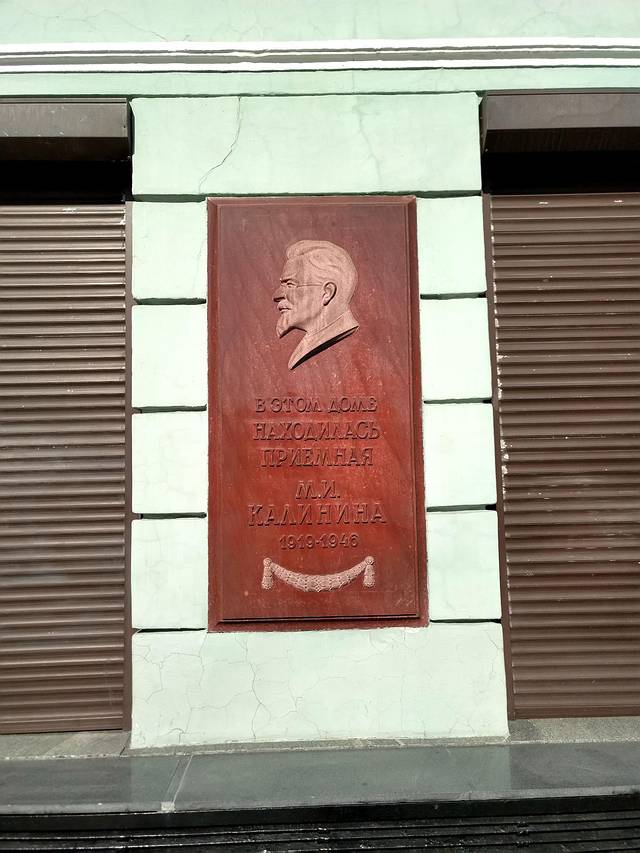 В ЭТОМ ДОМЕ
НАХОДИЛАСЬ
ПРИЕМНАЯ
М.И.
КАЛИНИНА
1919-1946